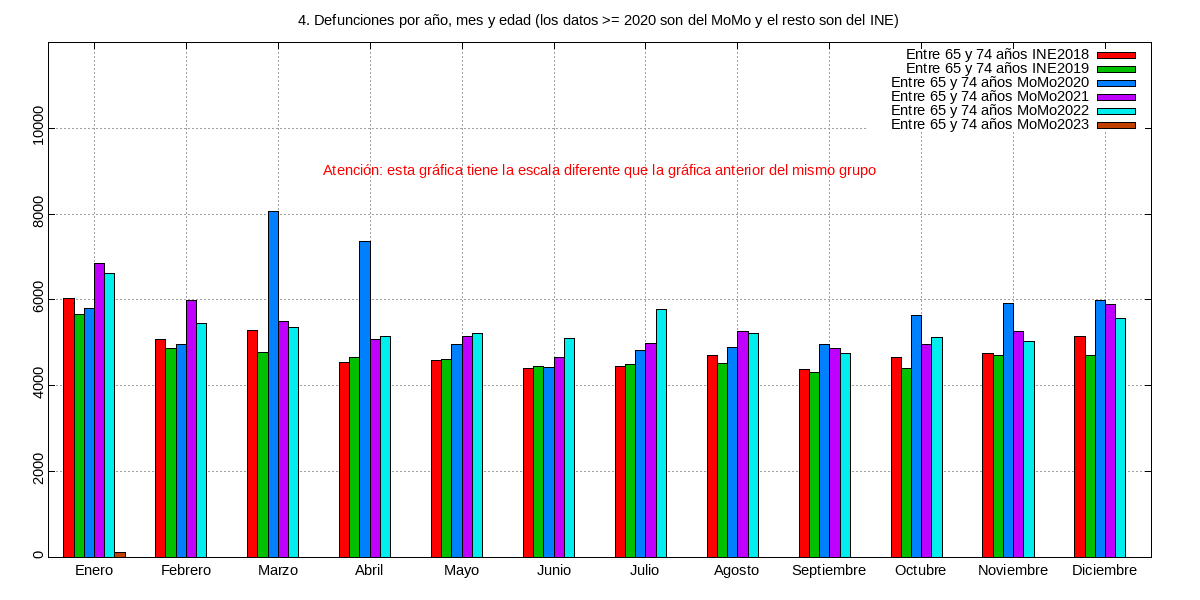 4. Defunciones por año, mes y edad (los datos >= 2020 son del MoMo y el resto son del INE)
Entre 65 y 74 años INE2018
Entre 65 y 74 años INE2019
Entre 65 y 74 años MoMo2020
Entre 65 y 74 años MoMo2021
Entre 65 y 74 años MoMo2022
Entre 65 y 74 años MoMo2023
Atención: esta gráfica tiene la escala diferente que la gráfica anterior del mismo grupo
10000
8000
6000
4000
2000
0
Enero Febrero Marzo Abril Mayo Junio Julio Agosto Septiembre Octubre Noviembre Diciembre